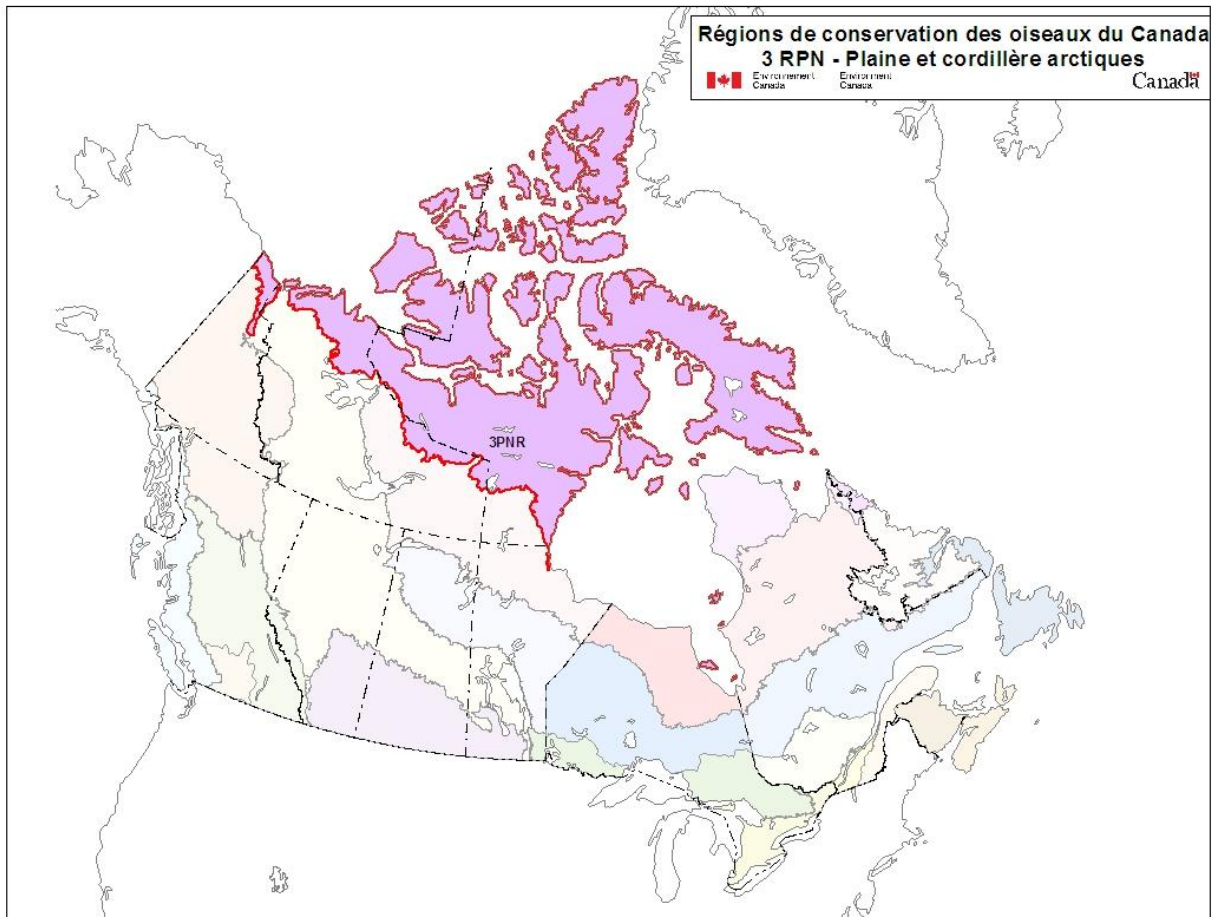 Régions de conservation des oiseaux du Canada
3 RPN - Plaine et cordillère arctiques
Environnement Canada
Environment Canada
Canada
3PNR